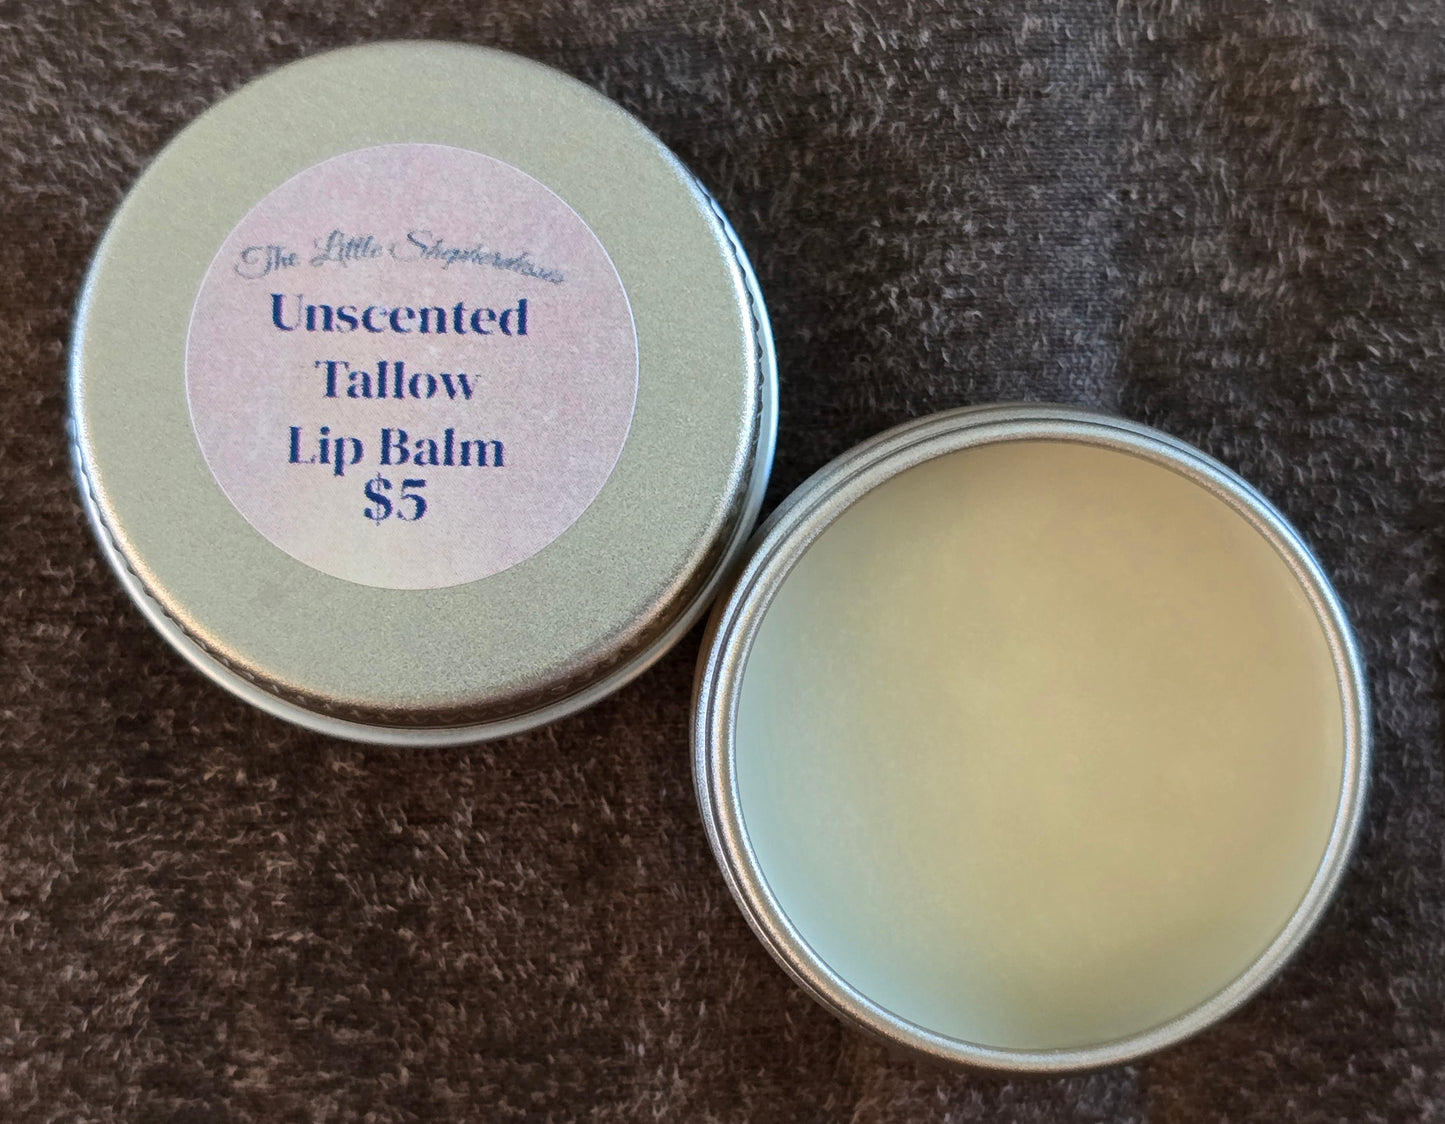 The Little Shepherdess
Unscented
Tallow
Lip Balm
$5